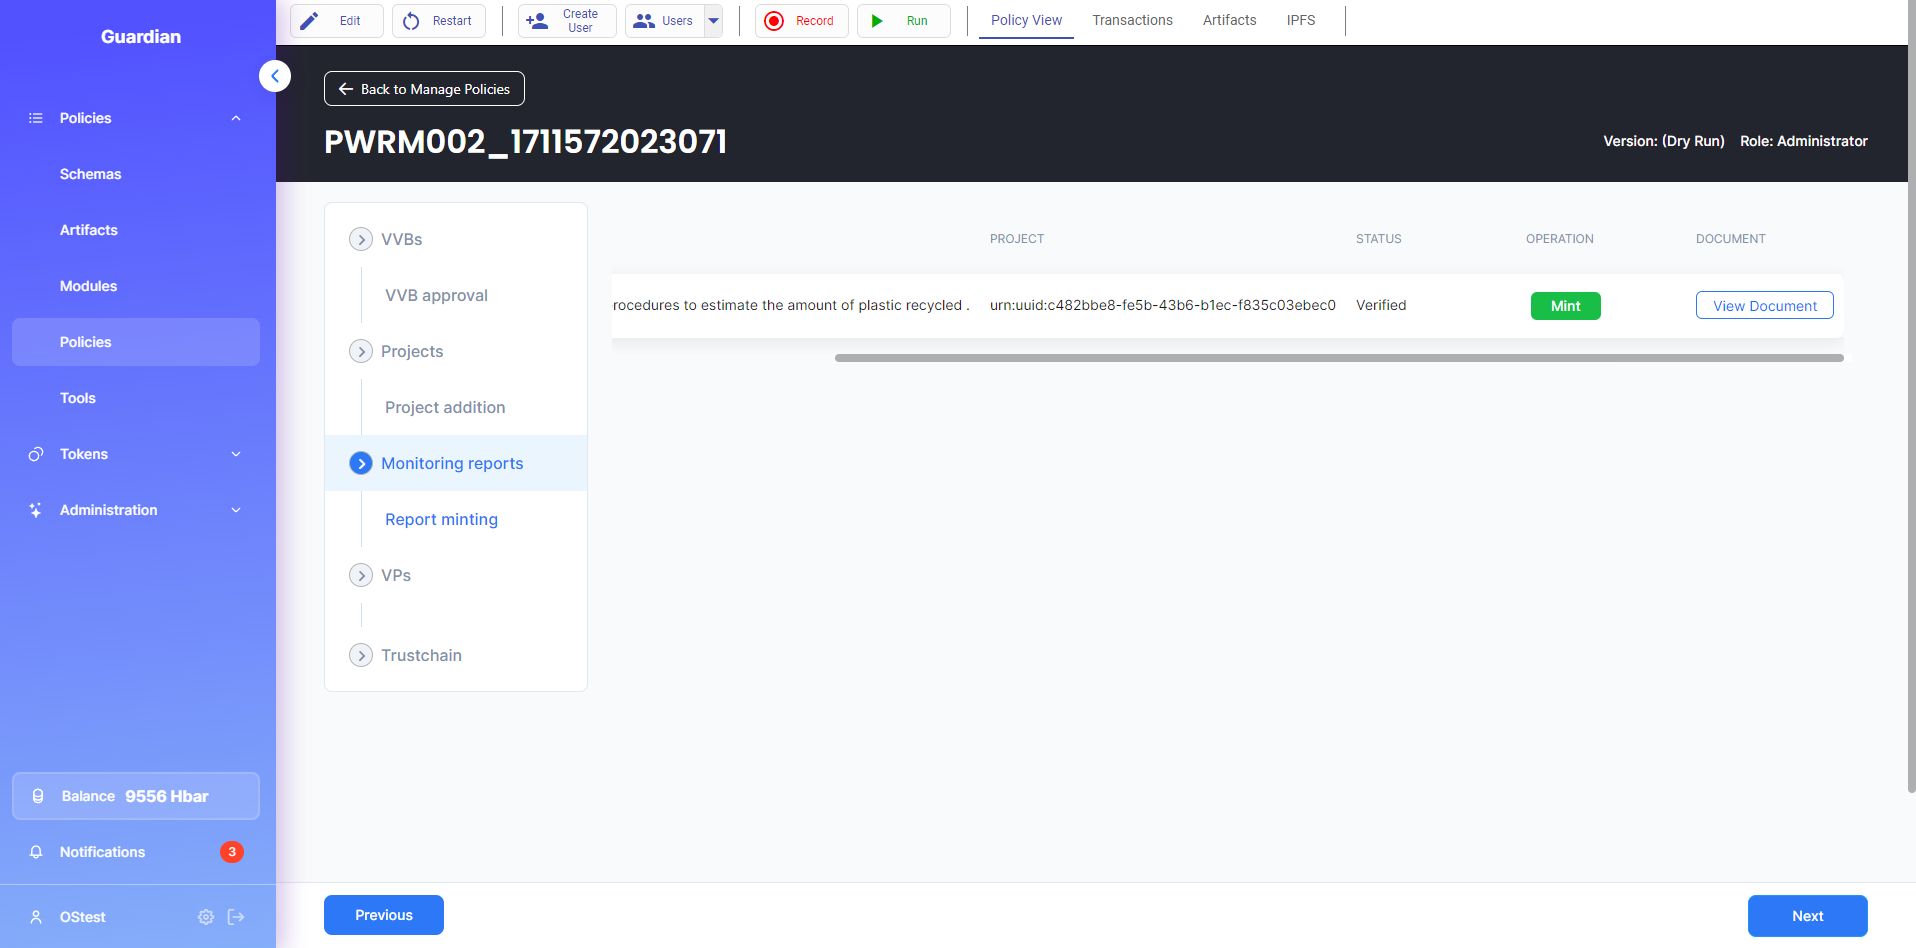 Guardian
Policies
Schemas
Artifacts
Modules
Policies
Tools
Tokens
Administration
Balance 9556 Hbar
Notifications 3
OStest
Edit Restart Create User Users Record Run Policy View Transactions Artifacts IPFS
Back to Manage Policies
PWRM002_1711572023071
Version: (Dry Run) Role: Administrator
VVBs
VVB approval
Projects
Project addition
Monitoring reports
Report minting
VPs
Trustchain
PROJECT STATUS OPERATION DOCUMENT
rocedures to estimate the amount of plastic recycled . urn:uuid:c482bbe8-fe5b-43b6-b1ec-f835c03ebec0 Verified Mint View Document
Previous Next